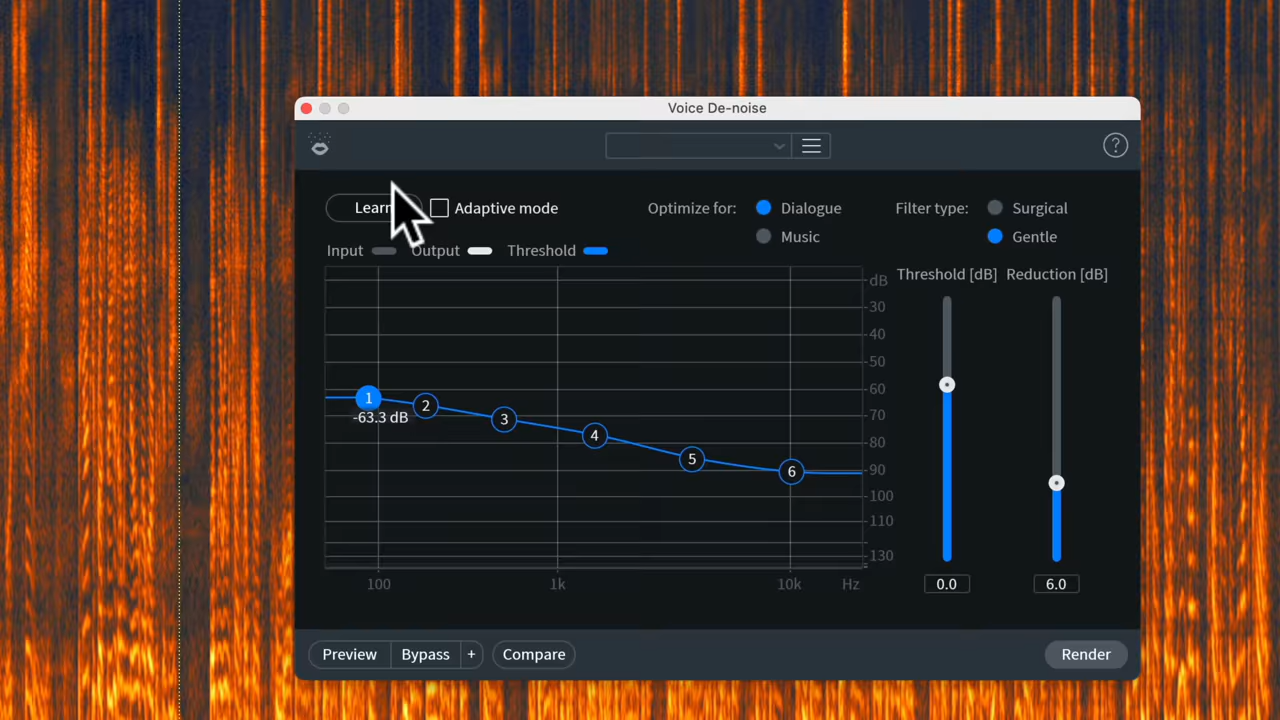 Voice De-noise
?
Learn Adaptive mode Optimize for: Dialogue Filter type: Surgical
Music Gentle
Input Output Threshold
Threshold [dB] Reduction [dB]
dB
-30
-40
-50
-60
-70
-80
-90
-100
-110
-130
1 2 3 4 5 6
-63.3 dB
100 1k 10k Hz
0.0 6.0
Preview Bypass + Compare Render